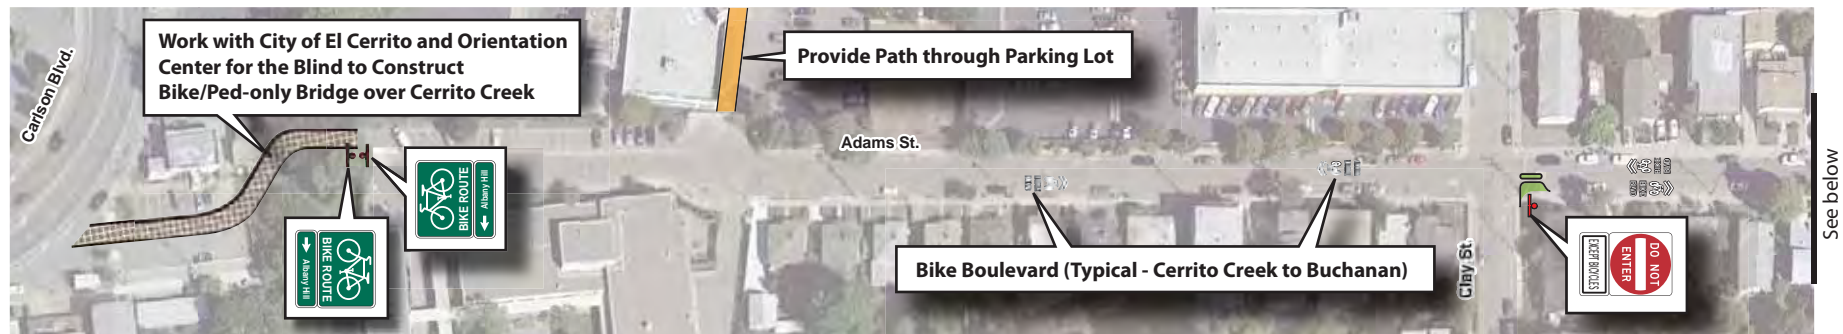 Carlson Blvd.
Work with City of El Cerrito and Orientation
Center for the Blind to Construct
Bike/Ped-only Bridge over Cerrito Creek
Provide Path through Parking Lot
Adams St.
BIKE ROUTE
Albany Hill
BIKE ROUTE
Albany Hill
Bike Boulevard (Typical - Cerrito Creek to Buchanan)
Clay St.
DO NOT
ENTER
EXCEPT BICYCLES
See below